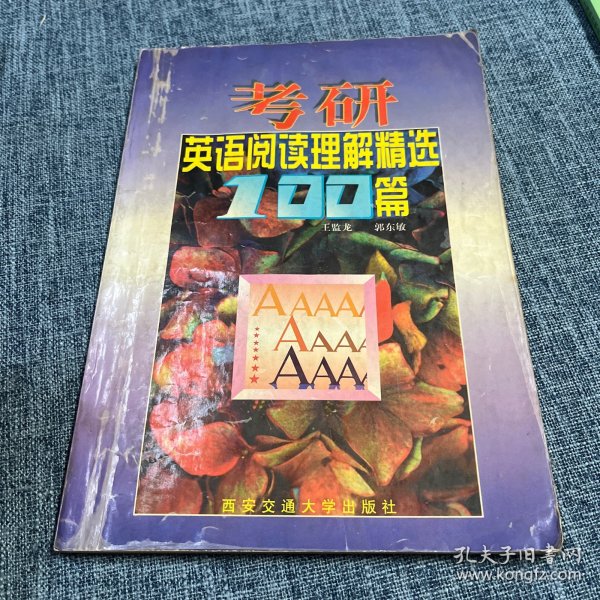 考研
英语阅读理解精选
100篇
王监龙 郭东敏
AAAAA
AAAA
AAA
西安交通大学出版社
孔夫子旧书网
www.kongfz.com